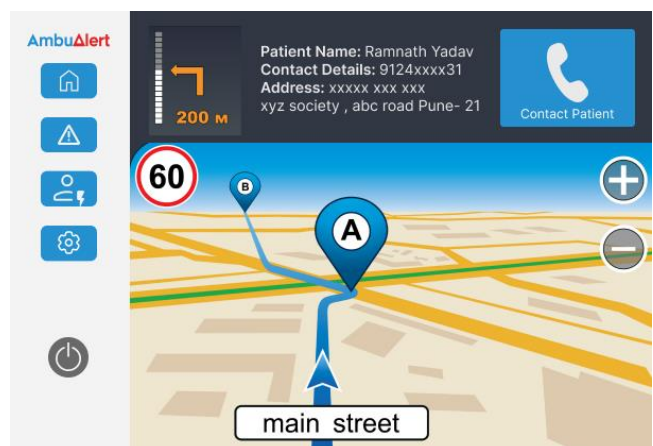 AmbuAlert
200 м
Patient Name: Ramnath Yadav
Contact Details: 9124xxxx31
Address: xxxxx xxx xxx
xyz society , abc road Pune- 21
Contact Patient
60
B
A
main street